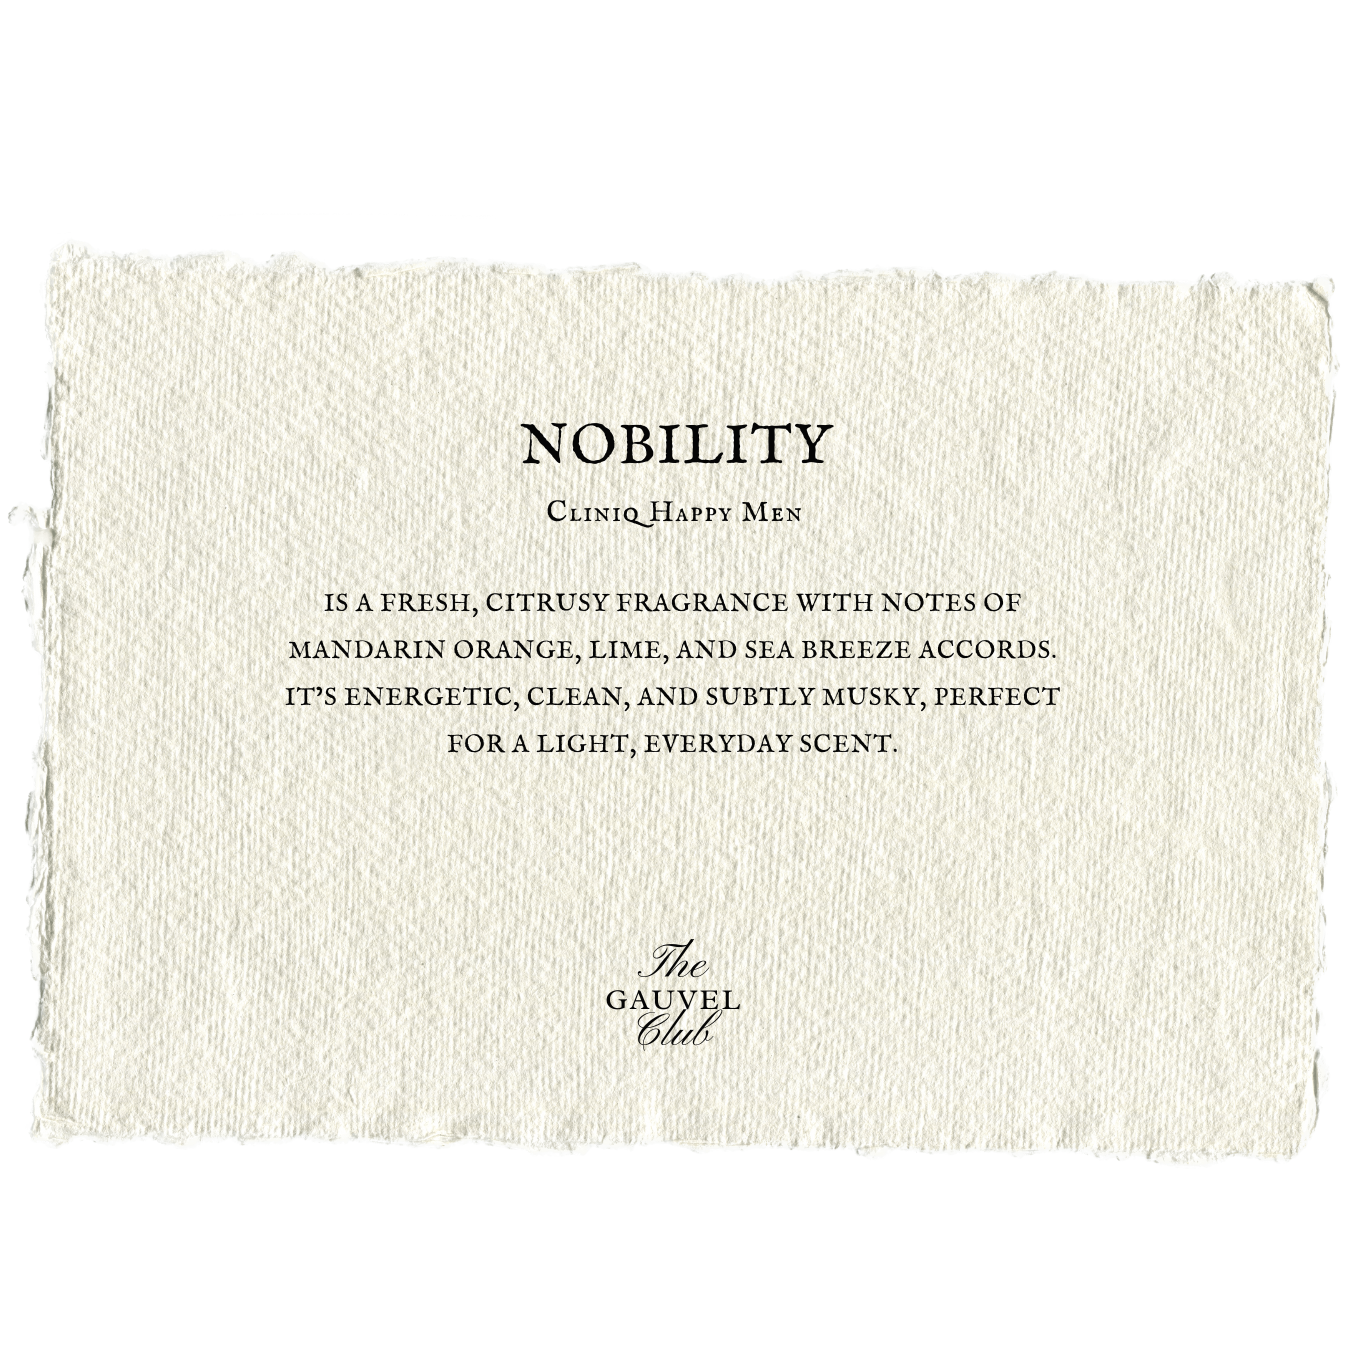 NOBILITY
Cliniq Happy Men
IS A FRESH, CITRUSY FRAGRANCE WITH NOTES OF
MANDARIN ORANGE, LIME, AND SEA BREEZE ACCORDS.
IT'S ENERGETIC, CLEAN, AND SUBTLY MUSKY, PERFECT
FOR A LIGHT, EVERYDAY SCENT.
The
GAUVEL
Club